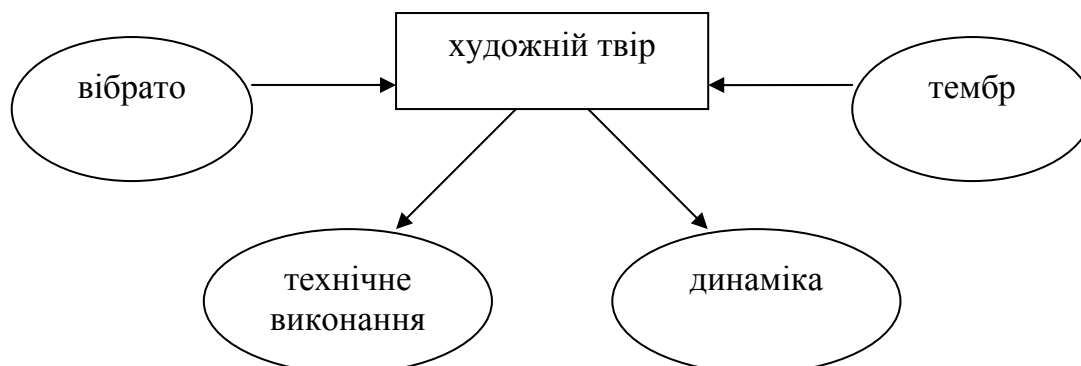 художній твір
вібрато
тембр
технічне
виконання
динаміка